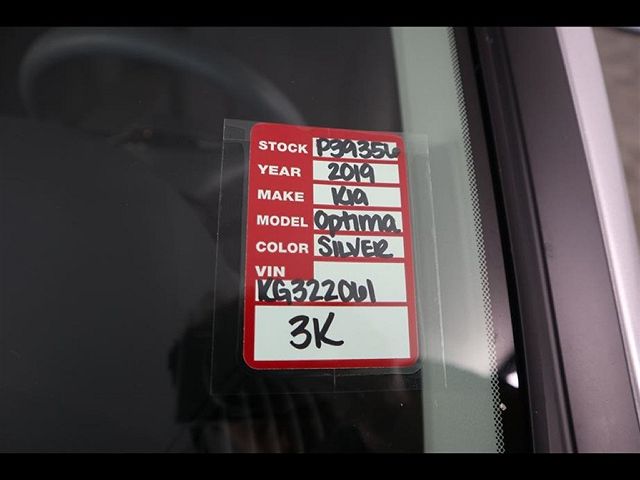 STOCK P39356
YEAR 2019
MAKE Kia
MODEL Optima
COLOR SILVER
VIN
KG322061
3K